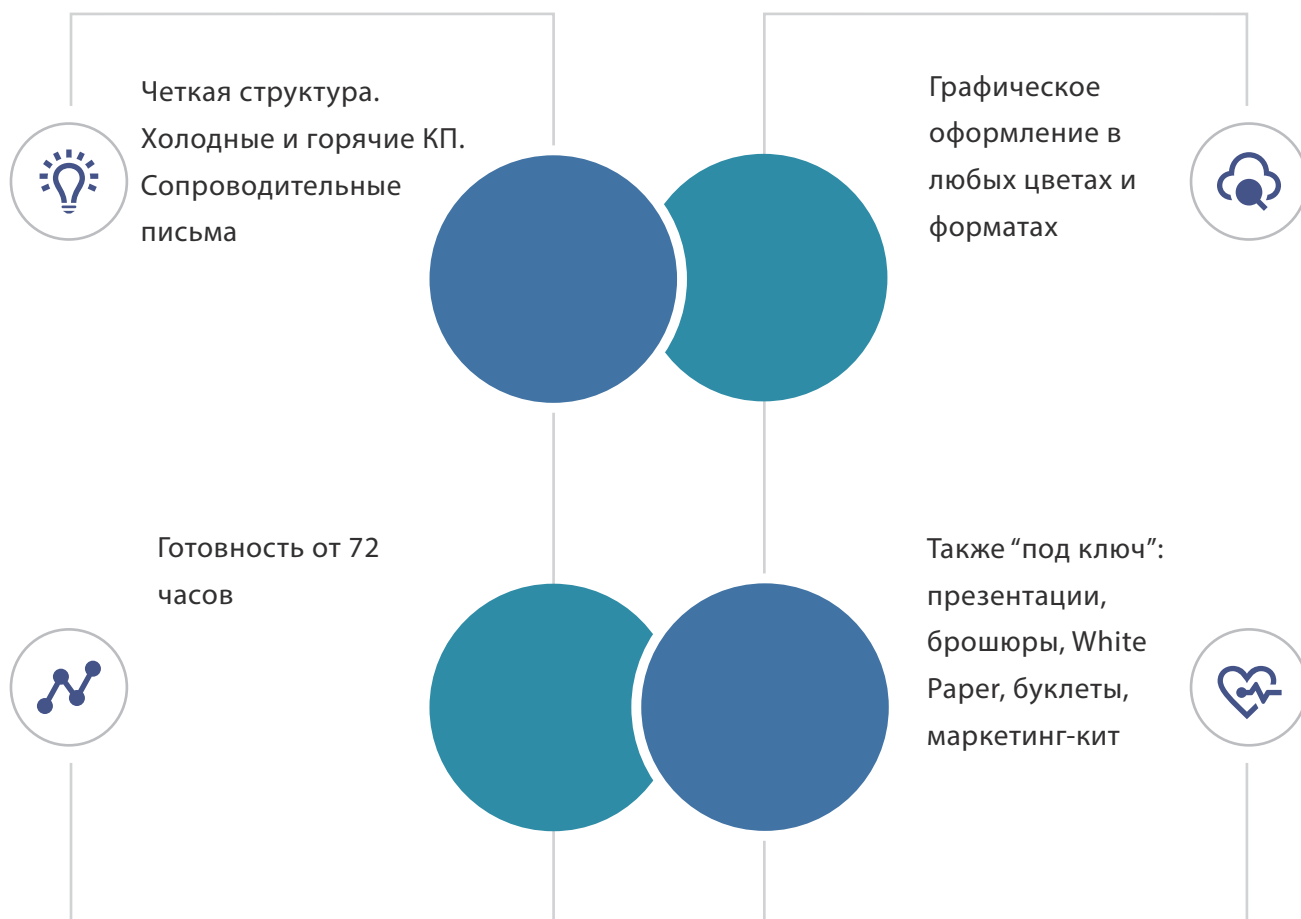 Четкая структура.
Холодные и горячие КП.
Сопроводительные
письма
Графическое
оформление в
любых цветах и
форматах
Готовность от 72
часов
Также “под ключ”:
презентации,
брошюры, White
Paper, буклеты,
маркетинг-кит